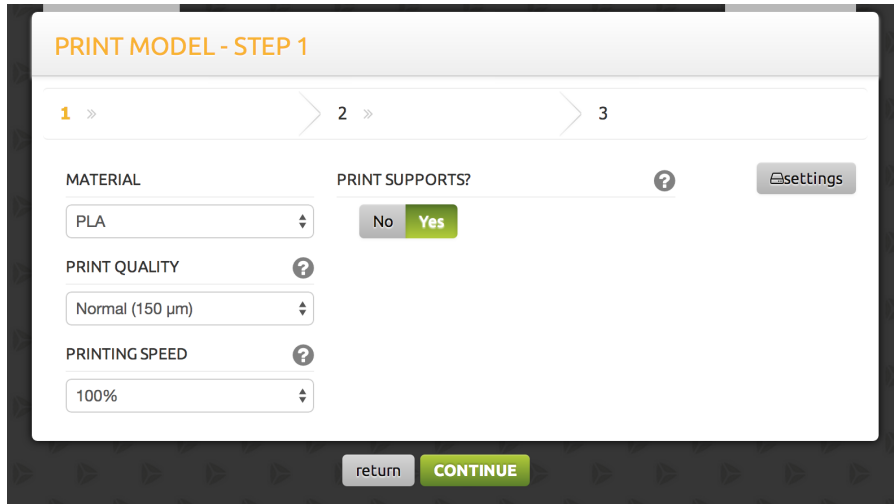 PRINT MODEL - STEP 1
1 » 2 » 3
MATERIAL PRINT SUPPORTS? ? settings
PLA No Yes
PRINT QUALITY ?
Normal (150 μm)
PRINTING SPEED ?
100%
return CONTINUE